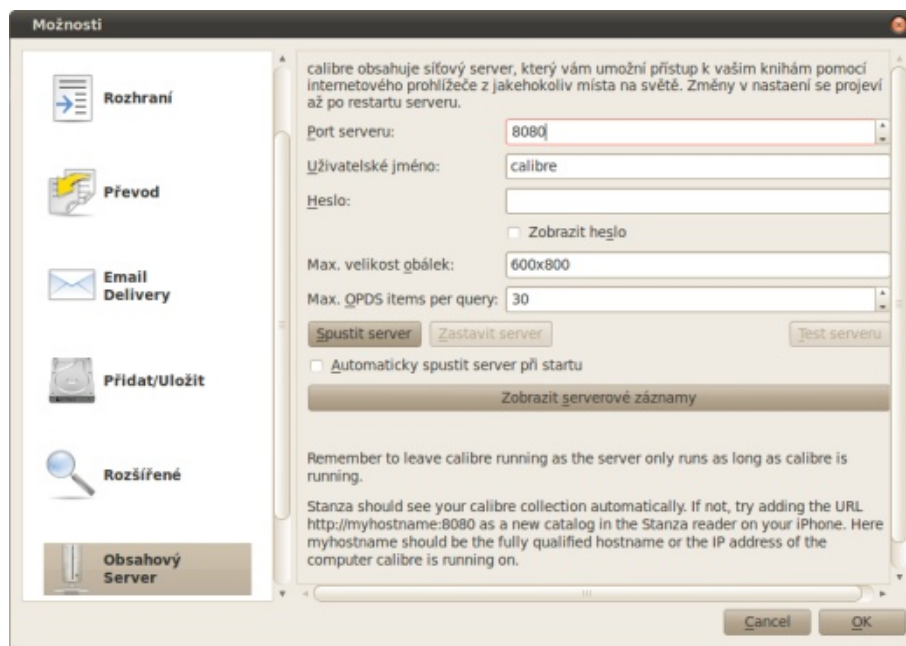 Možnosti
Rozhraní
Převod
Email
Delivery
Přidat/Uložit
Rozšířené
Obsahový
Server
calibre obsahuje síťový server, který vám umožní přístup k vašim knihám pomocí
internetového prohlížeče z jakehokoliv místa na světě. Změny v nastaení se projeví
až po restartu serveru.
Port serveru: 8080
Uživatelské jméno: calibre
Heslo:
Zobrazit heslo
Max. velikost obálek: 600x800
Max. OPDS items per query: 30
Spustit server Zastavit server Test serveru
Automaticky spustit server při startu
Zobrazit serverové záznamy
Remember to leave calibre running as the server only runs as long as calibre is
running.
Stanza should see your calibre collection automatically. If not, try adding the URL
http://myhostname:8080 as a new catalog in the Stanza reader on your iPhone. Here
myhostname should be the fully qualified hostname or the IP address of the
computer calibre is running on.
Cancel OK